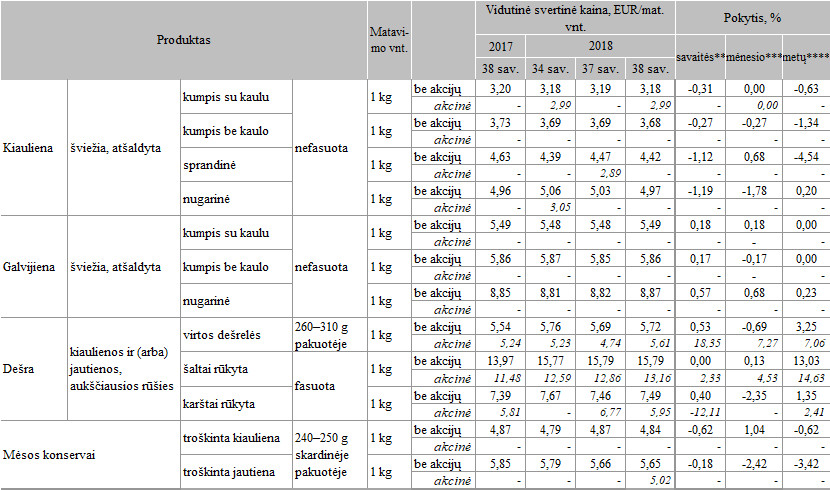 Produktas Matavi-mo vnt. Vidutinė svertinė kaina, EUR/mat. vnt. Pokytis, %
2017 2018 savaitės** mėnesio*** metų****
38 sav. 34 sav. 37 sav. 38 sav.
Kiauliena šviežia, atšaldyta kumpis su kaulu nefasuota 1 kg be akcijų 3,20 3,18 3,19 3,18 -0,31 0,00 -0,63
akcinė - 2,99 - 2,99 - 0,00 -
kumpis be kaulo 1 kg be akcijų 3,73 3,69 3,69 3,68 -0,27 -0,27 -1,34
akcinė - - - - - - -
sprandinė 1 kg be akcijų 4,63 4,39 4,47 4,42 -1,12 0,68 -4,54
akcinė - - 2,89 - - - -
nugarinė 1 kg be akcijų 4,96 5,06 5,03 4,97 -1,19 -1,78 0,20
akcinė - 3,05 - - - - -
Galvijiena šviežia, atšaldyta kumpis su kaulu nefasuota 1 kg be akcijų 5,49 5,48 5,48 5,49 0,18 0,18 0,00
akcinė - - - - - - -
kumpis be kaulo 1 kg be akcijų 5,86 5,87 5,85 5,86 0,17 -0,17 0,00
akcinė - - - - - - -
nugarinė 1 kg be akcijų 8,85 8,81 8,82 8,87 0,57 0,68 0,23
akcinė - - - - - - -
Dešra kiaulienos ir (arba) jautienos, aukščiausios rūšies virtos dešrelės 260–310 g pakuotėje 1 kg be akcijų 5,54 5,76 5,69 5,72 0,53 -0,69 3,25
akcinė 5,24 5,23 4,74 5,61 18,35 7,27 7,06
šaltai rūkyta fasuota 1 kg be akcijų 13,97 15,77 15,79 15,79 0,00 0,13 13,03
akcinė 11,48 12,59 12,86 13,16 2,33 4,53 14,63
karštai rūkyta 1 kg be akcijų 7,39 7,67 7,46 7,49 0,40 -2,35 1,35
akcinė 5,81 - 6,77 5,95 -12,11 - 2,41
Mėsos konservai troškinta kiauliena 240–250 g skardinėje pakuotėje 1 kg be akcijų 4,87 4,79 4,87 4,84 -0,62 1,04 -0,62
akcinė - - - - - - -
troškinta jautiena 1 kg be akcijų 5,85 5,79 5,66 5,65 -0,18 -2,42 -3,42
akcinė - - - 5,02 - - -